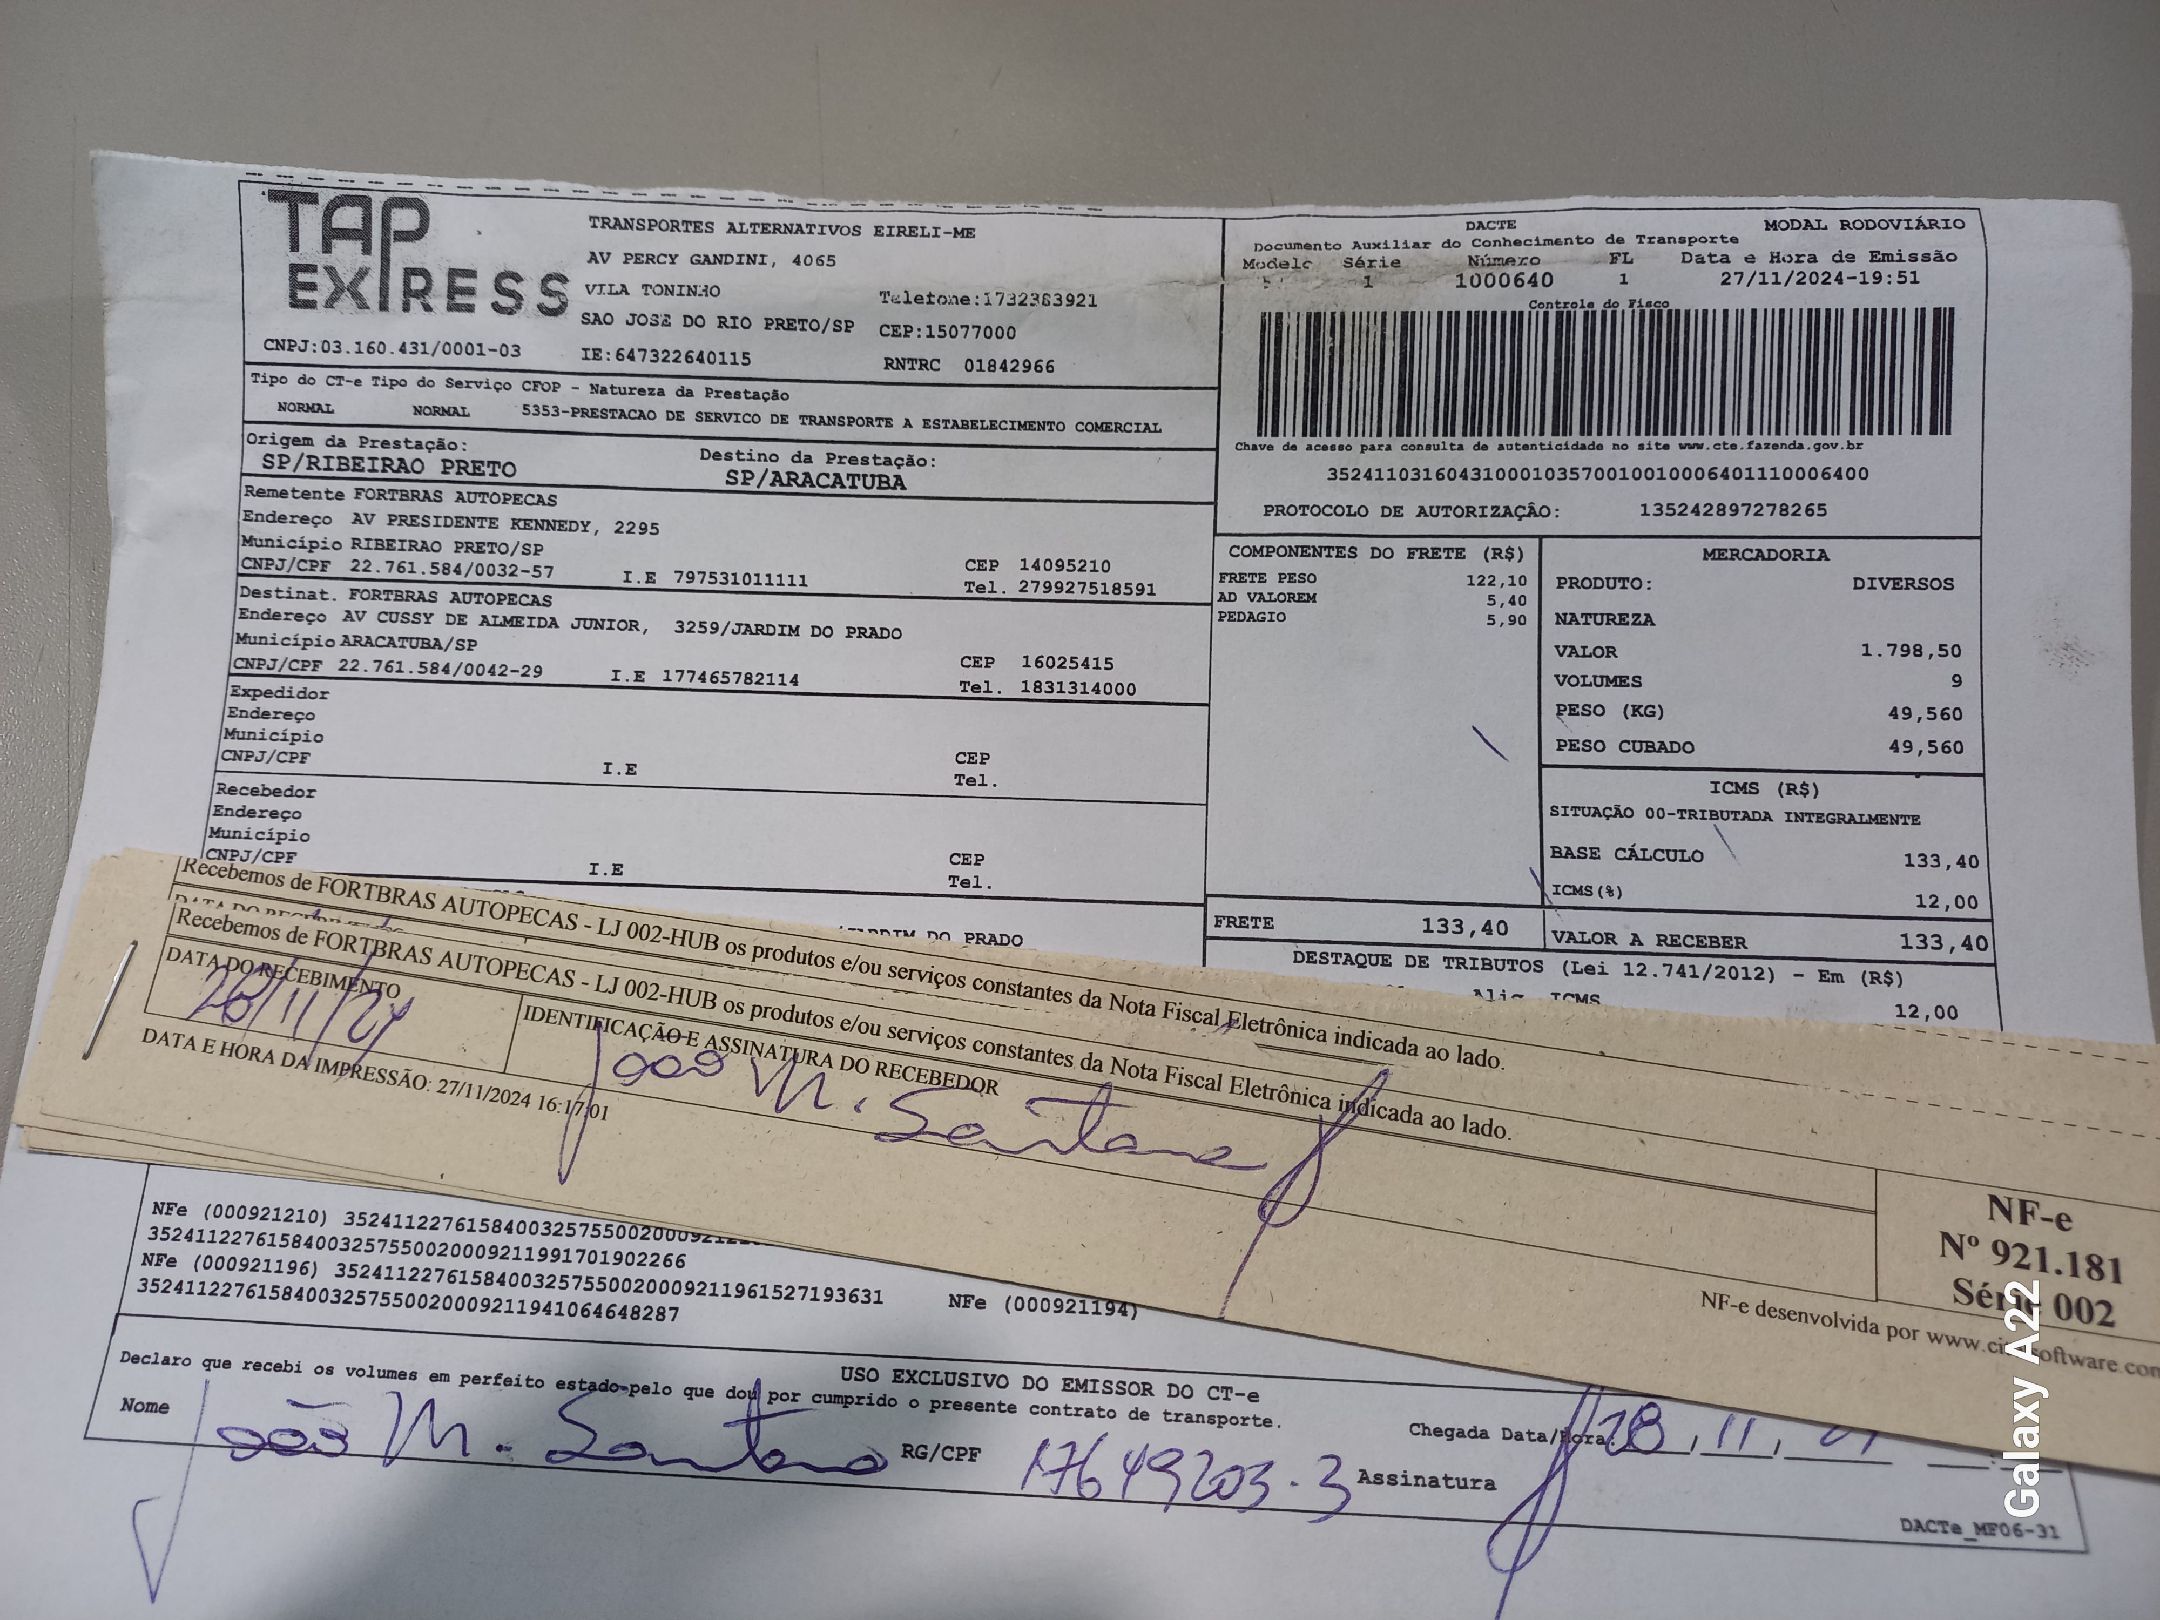 TAP EXPRESS
TRANSPORTES ALTERNATIVOS EIRELI-ME
AV PERCY GANDINI, 4065
VILA TONINHO
Telefone:1732383921
SAO JOSE DO RIO PRETO/SP CEP:15077000
CNPJ:03.160.431/0001-03 IE:647322640115 RNTRC 01842966
DACTE MODAL RODOVIÁRIO
Documento Auxiliar do Conhecimento de Transporte
Modelo Série Número FL Data e Hora de Emissão
1 1000640 1 27/11/2024-19:51
Controle do Fisco
Chave de acesso para consulta de autenticidade no site www.cte.fazenda.gov.br
35241103160431000103570010010006401110006400
PROTOCOLO DE AUTORIZAÇÃO: 135242897278265
Tipo do CT-e Tipo do Serviço CFOP - Natureza da Prestação
NORMAL NORMAL 5353-PRESTACAO DE SERVICO DE TRANSPORTE A ESTABELECIMENTO COMERCIAL
Origem da Prestação: Destino da Prestação:
SP/RIBEIRAO PRETO SP/ARACATUBA
Remetente FORTBRAS AUTOPECAS
Endereço AV PRESIDENTE KENNEDY, 2295
Município RIBEIRAO PRETO/SP CEP 14095210
CNPJ/CPF 22.761.584/0032-57 I.E 797531011111 Tel. 279927518591
Destinat. FORTBRAS AUTOPECAS
Endereço AV CUSSY DE ALMEIDA JUNIOR, 3259/JARDIM DO PRADO
Município ARACATUBA/SP CEP 16025415
CNPJ/CPF 22.761.584/0042-29 I.E 177465782114 Tel. 1831314000
Expedidor
Endereço
Município CEP
CNPJ/CPF I.E Tel.
Recebedor
Endereço
Município CEP
CNPJ/CPF I.E Tel.
JARDIM DO PRADO
COMPONENTES DO FRETE (R$)
FRETE PESO 122,10
AD VALOREM 5,40
PEDAGIO 5,90
MERCADORIA
PRODUTO: DIVERSOS
NATUREZA
VALOR 1.798,50
VOLUMES 9
PESO (KG) 49,560
PESO CUBADO 49,560
ICMS (R$)
SITUAÇÃO 00-TRIBUTADA INTEGRALMENTE
BASE CÁLCULO 133,40
ICMS(%) 12,00
FRETE 133,40 VALOR A RECEBER 133,40
DESTAQUE DE TRIBUTOS (Lei 12.741/2012) - Em (R$)
Aliq. ICMS 12,00
Recebemos de FORTBRAS AUTOPECAS - LJ 002-HUB os produtos e/ou serviços constantes da Nota Fiscal Eletrônica indicada ao lado.
Recebemos de FORTBRAS AUTOPECAS - LJ 002-HUB os produtos e/ou serviços constantes da Nota Fiscal Eletrônica indicada ao lado.
DATA DO RECEBIMENTO IDENTIFICAÇÃO E ASSINATURA DO RECEBEDOR
28/11/24 João M. Santana
DATA E HORA DA IMPRESSÃO: 27/11/2024 16:17:01
NF-e
Nº 921.181
Série 002
NF-e desenvolvida por
NFe (000921210)
35241122761584003257550020009211991701902266
NFe (000921196) 35241122761584003257550020009211961527193631 NFe (000921194)
35241122761584003257550020009211941064648287
USO EXCLUSIVO DO EMISSOR DO CT-e
Declaro que recebi os volumes em perfeito estado pelo que dou por cumprido o presente contrato de transporte.
Nome João M. Santana RG/CPF 17649203-3 Assinatura
Chegada Data/Hora: 28, 11,
DACTe_MF06-31
Galaxy A22